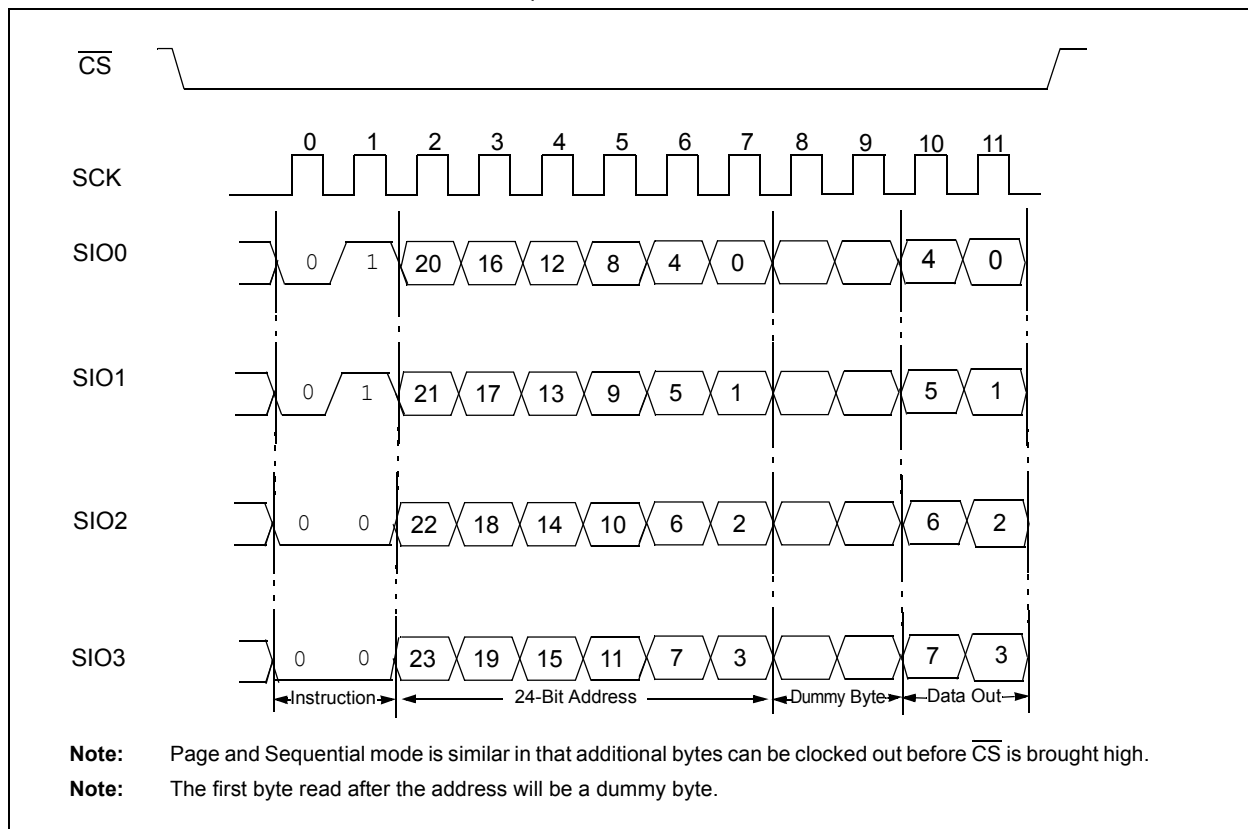 CS
0 1 2 3 4 5 6 7 8 9 10 11
SCK
SIO0 0 1 20 16 12 8 4 0 4 0
SIO1 0 1 21 17 13 9 5 1 5 1
SIO2 0 0 22 18 14 10 6 2 6 2
SIO3 0 0 23 19 15 11 7 3 7 3
Instruction 24-Bit Address Dummy Byte Data Out
Note: Page and Sequential mode is similar in that additional bytes can be clocked out before CS is brought high.
Note: The first byte read after the address will be a dummy byte.